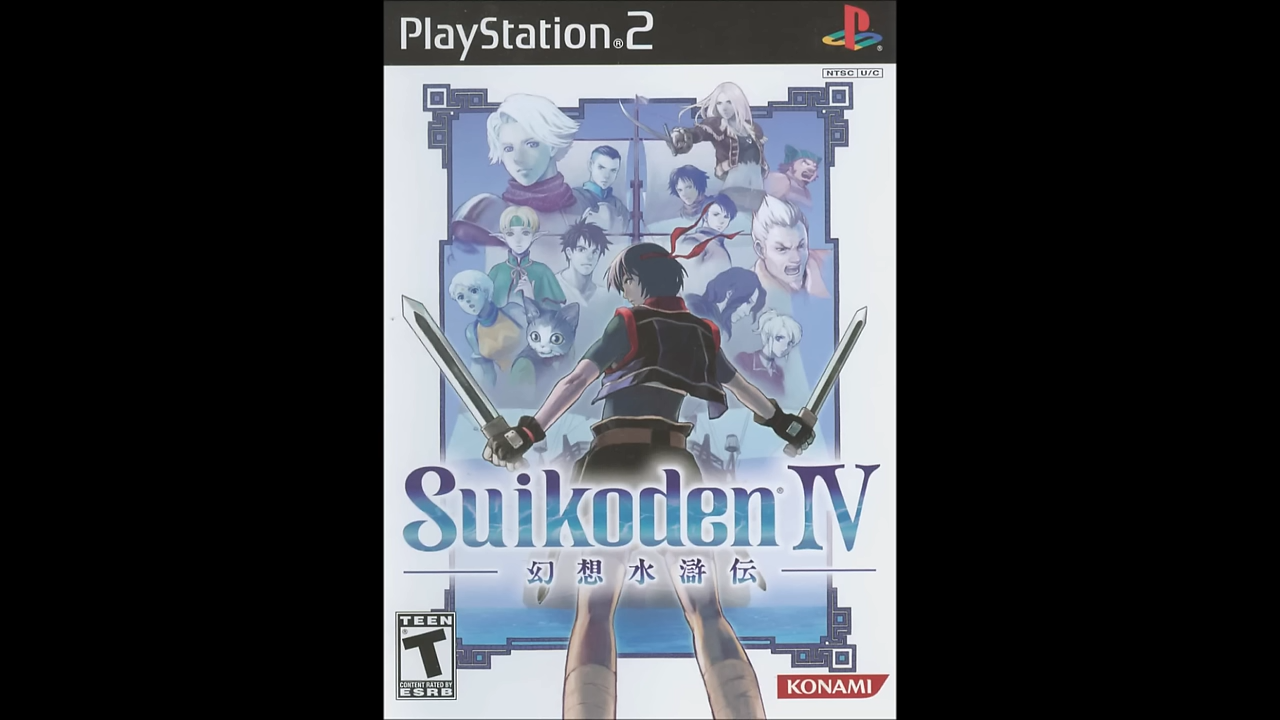 PlayStation®2
NTSC U/C
Suikoden® IV
幻想水滸伝
TEEN
T
CONTENT RATED BY
ESRB
KONAMI